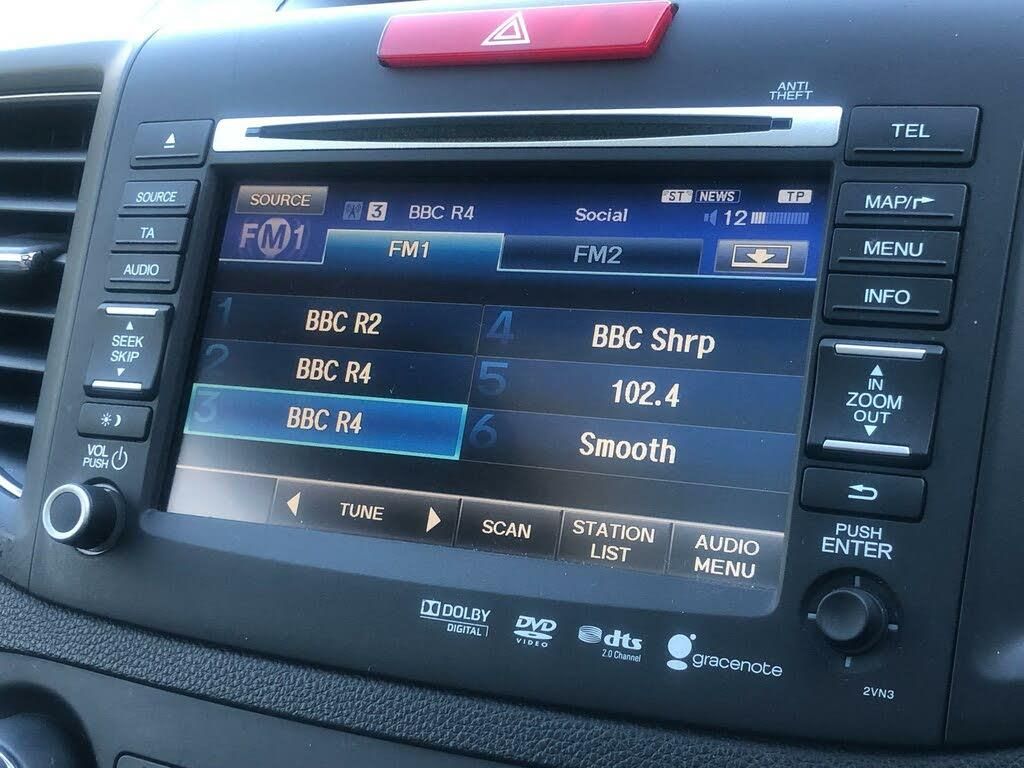 ANTI
THEFT
TEL
SOURCE
TA
AUDIO
SEEK
SKIP
VOL
PUSH
SOURCE
3 BBC R4 Social ST NEWS TP
12
FM1
FM1 FM2
1 BBC R2
2 BBC R4
3 BBC R4
4 BBC Shrp
5 102.4
6 Smooth
TUNE
SCAN
STATION
LIST
AUDIO
MENU
MAP/
MENU
INFO
IN
ZOOM
OUT
PUSH
ENTER
DOLBY
DIGITAL
DVD
VIDEO
dts
2.0 Channel
gracenote
2VN3